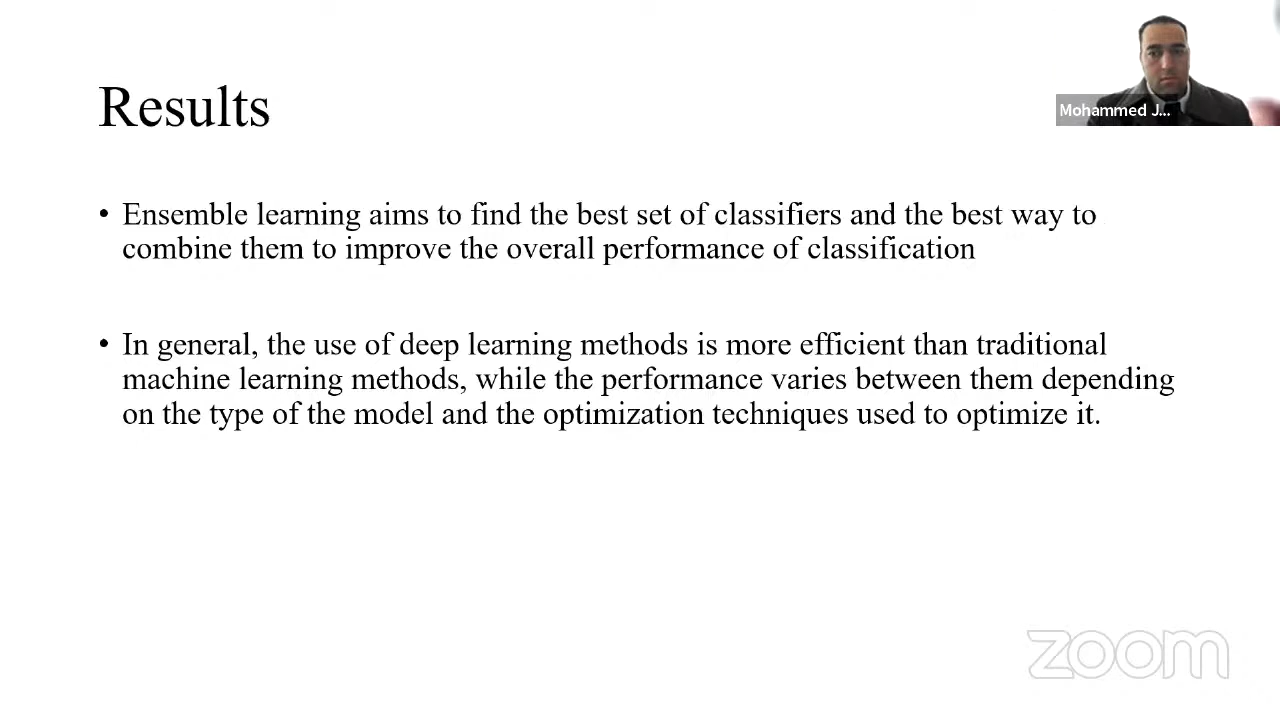 Results
Mohammed J...
• Ensemble learning aims to find the best set of classifiers and the best way to
combine them to improve the overall performance of classification
• In general, the use of deep learning methods is more efficient than traditional
machine learning methods, while the performance varies between them depending
on the type of the model and the optimization techniques used to optimize it.
zoom